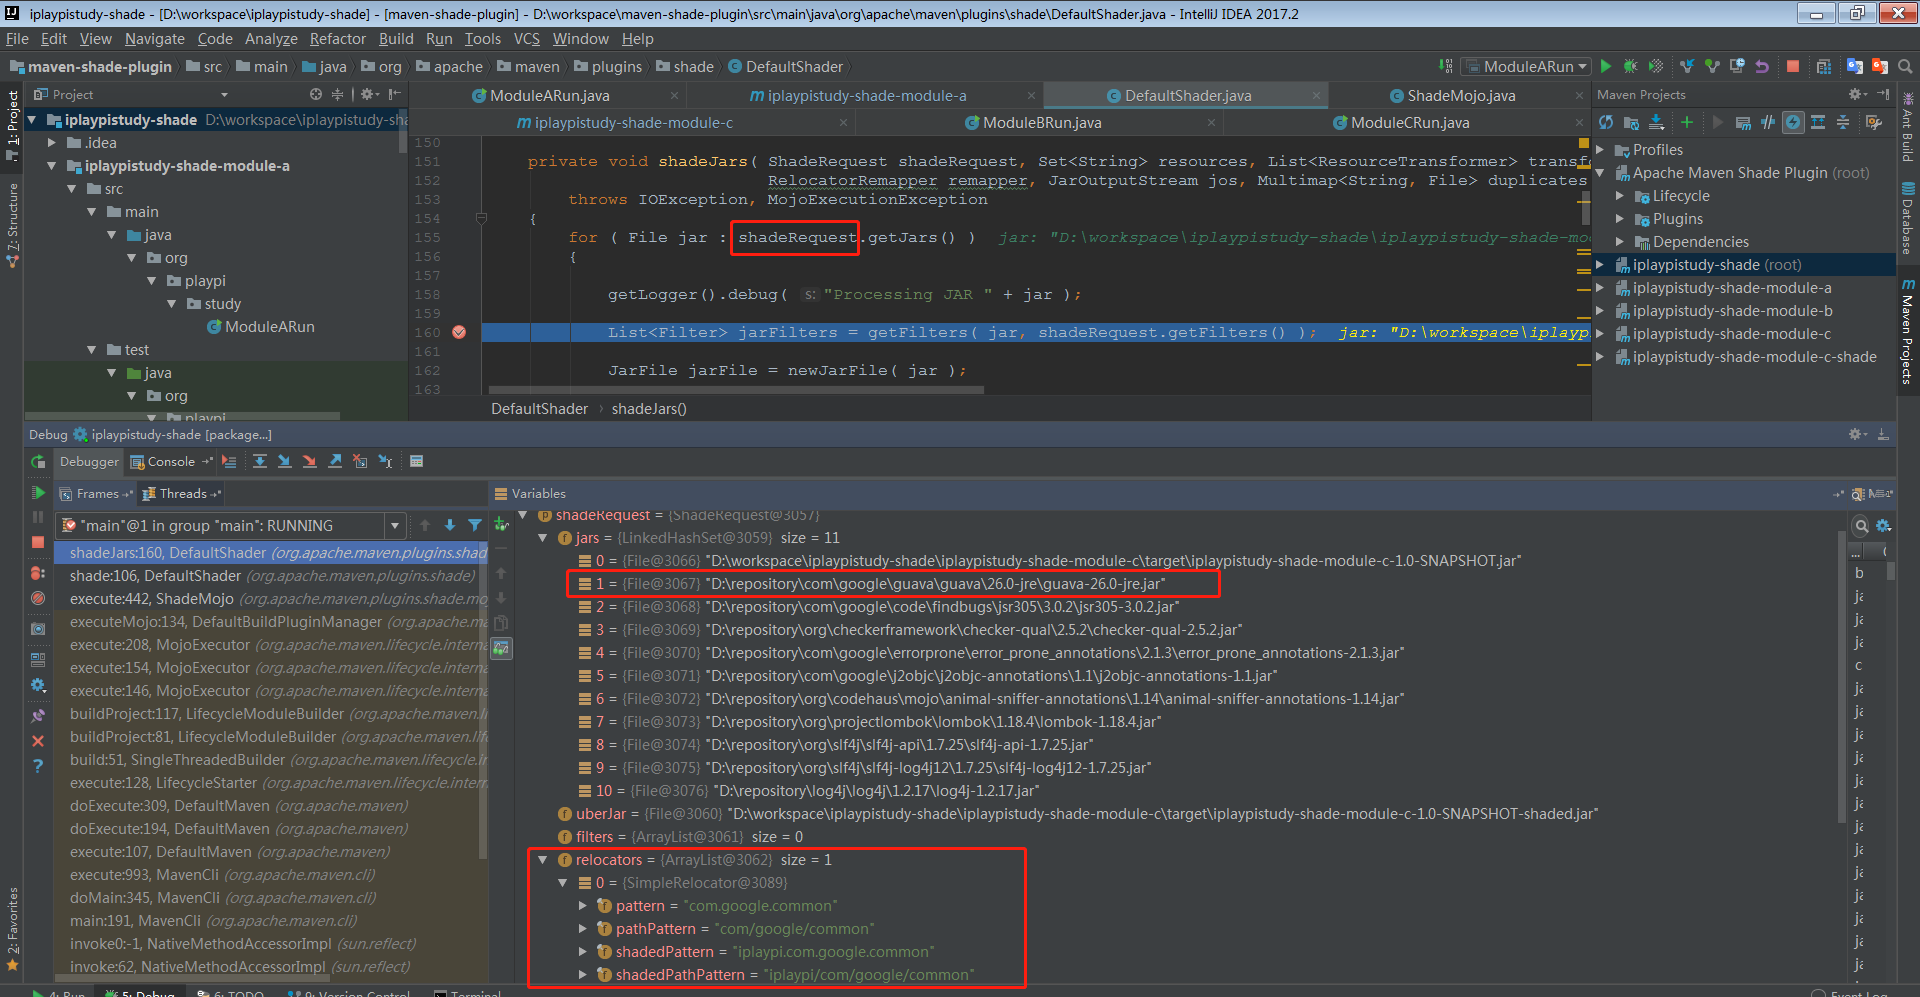 iplaypistudy-shade - [D:\workspace\iplaypistudy-shade] - [maven-shade-plugin] - D:\workspace\maven-shade-plugin\src\main\java\org\apache\maven\plugins\shade\DefaultShader.java - IntelliJ IDEA 2017.2
File Edit View Navigate Code Analyze Refactor Build Run Tools VCS Window Help
maven-shade-plugin src main java org apache maven plugins shade DefaultShader ModuleARun
1: Project
7: Structure
2: Favorites
Project
iplaypistudy-shade D:\workspace\iplaypistudy-sha
.idea
iplaypistudy-shade-module-a
src
main
java
org
playpi
study
ModuleARun
test
java
org
playpi
ModuleARun.java iplaypistudy-shade-module-a DefaultShader.java ShadeMojo.java
iplaypistudy-shade-module-c ModuleBRun.java ModuleCRun.java
150
151 private void shadeJars( ShadeRequest shadeRequest, Set<String> resources, List<ResourceTransformer> transf
152 RelocatorRemapper remapper, JarOutputStream jos, Multimap<String, File> duplicates
153 throws IOException, MojoExecutionException
154 {
155 for ( File jar : shadeRequest.getJars() ) jar: "D:\workspace\iplaypistudy-shade\iplaypistudy-shade-mo
156 {
157
158 getLogger().debug( s: "Processing JAR " + jar );
159
160 List<Filter> jarFilters = getFilters( jar, shadeRequest.getFilters() ); jar: "D:\workspace\iplayp
161
162 JarFile jarFile = newJarFile( jar );
163
DefaultShader › shadeJars()
Maven Projects
Profiles
Apache Maven Shade Plugin (root)
Lifecycle
Plugins
Dependencies
iplaypistudy-shade (root)
iplaypistudy-shade-module-a
iplaypistudy-shade-module-b
iplaypistudy-shade-module-c
iplaypistudy-shade-module-c-shade
Ant Build
Database
Maven Projects
Debug iplaypistudy-shade [package...]
Debugger Console
Frames Threads
"main"@1 in group "main": RUNNING
shadeJars:160, DefaultShader (org.apache.maven.plugins.shad
shade:106, DefaultShader (org.apache.maven.plugins.shade)
execute:442, ShadeMojo (org.apache.maven.plugins.shade.mo
executeMojo:134, DefaultBuildPluginManager (org.apache.ma
execute:208, MojoExecutor (org.apache.maven.lifecycle.interna
execute:154, MojoExecutor (org.apache.maven.lifecycle.interna
execute:146, MojoExecutor (org.apache.maven.lifecycle.interna
buildProject:117, LifecycleModuleBuilder (org.apache.maven.li
buildProject:81, LifecycleModuleBuilder (org.apache.maven.life
build:51, SingleThreadedBuilder (org.apache.maven.lifecycle.in
execute:128, LifecycleStarter (org.apache.maven.lifecycle.intern
doExecute:309, DefaultMaven (org.apache.maven)
doExecute:194, DefaultMaven (org.apache.maven)
execute:107, DefaultMaven (org.apache.maven)
execute:993, MavenCli (org.apache.maven.cli)
doMain:345, MavenCli (org.apache.maven.cli)
main:191, MavenCli (org.apache.maven.cli)
invoke0:-1, NativeMethodAccessorImpl (sun.reflect)
invoke:62, NativeMethodAccessorImpl (sun.reflect)
Variables
shadeRequest = {ShadeRequest@3057}
jars = {LinkedHashSet@3059} size = 11
0 = {File@3066} "D:\workspace\iplaypistudy-shade\iplaypistudy-shade-module-c\target\iplaypistudy-shade-module-c-1.0-SNAPSHOT.jar"
1 = {File@3067} "D:\repository\com\google\guava\guava\26.0-jre\guava-26.0-jre.jar"
2 = {File@3068} "D:\repository\com\google\code\findbugs\jsr305\3.0.2\jsr305-3.0.2.jar"
3 = {File@3069} "D:\repository\org\checkerframework\checker-qual\2.5.2\checker-qual-2.5.2.jar"
4 = {File@3070} "D:\repository\com\google\errorprone\error_prone_annotations\2.1.3\error_prone_annotations-2.1.3.jar"
5 = {File@3071} "D:\repository\com\google\j2objc\j2objc-annotations\1.1\j2objc-annotations-1.1.jar"
6 = {File@3072} "D:\repository\org\codehaus\mojo\animal-sniffer-annotations\1.14\animal-sniffer-annotations-1.14.jar"
7 = {File@3073} "D:\repository\org\projectlombok\lombok\1.18.4\lombok-1.18.4.jar"
8 = {File@3074} "D:\repository\org\slf4j\slf4j-api\1.7.25\slf4j-api-1.7.25.jar"
9 = {File@3075} "D:\repository\org\slf4j\slf4j-log4j12\1.7.25\slf4j-log4j12-1.7.25.jar"
10 = {File@3076} "D:\repository\log4j\log4j\1.2.17\log4j-1.2.17.jar"
uberJar = {File@3060} "D:\workspace\iplaypistudy-shade\iplaypistudy-shade-module-c\target\iplaypistudy-shade-module-c-1.0-SNAPSHOT-shaded.jar"
filters = {ArrayList@3061} size = 0
relocators = {ArrayList@3062} size = 1
0 = {SimpleRelocator@3089}
pattern = "com.google.common"
pathPattern = "com/google/common"
shadedPattern = "iplaypi.com.google.common"
shadedPathPattern = "iplaypi/com/google/common"
4: Run 5: Debug 6: TODO 9: Version Control Terminal Event Log